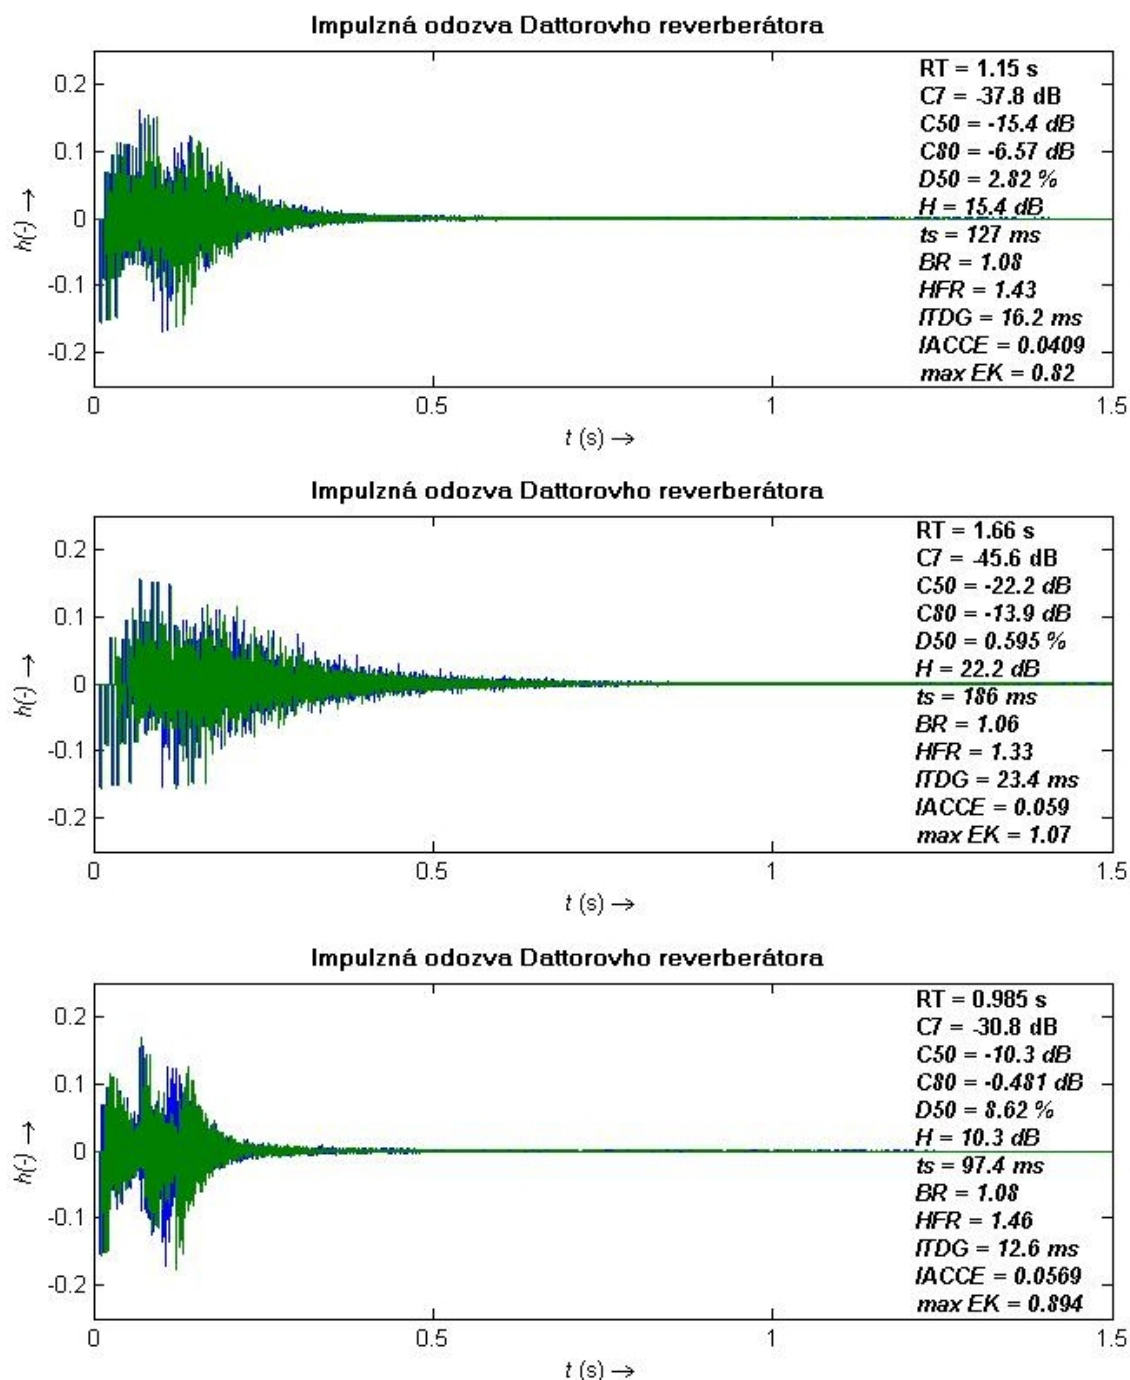 Impulzná odozva Dattorovho reverberátora
RT = 1.15 s
C7 = -37.8 dB
C50 = -15.4 dB
C80 = -6.57 dB
D50 = 2.82 %
H = 15.4 dB
ts = 127 ms
BR = 1.08
HFR = 1.43
ITDG = 16.2 ms
IACCE = 0.0409
max EK = 0.82
0.2
0.1
0
-0.1
-0.2
h(-) →
0 0.5 1 1.5
t (s) →
Impulzná odozva Dattorovho reverberátora
RT = 1.66 s
C7 = -45.6 dB
C50 = -22.2 dB
C80 = -13.9 dB
D50 = 0.595 %
H = 22.2 dB
ts = 186 ms
BR = 1.06
HFR = 1.33
ITDG = 23.4 ms
IACCE = 0.059
max EK = 1.07
0.2
0.1
0
-0.1
-0.2
h(-) →
0 0.5 1 1.5
t (s) →
Impulzná odozva Dattorovho reverberátora
RT = 0.985 s
C7 = -30.8 dB
C50 = -10.3 dB
C80 = -0.481 dB
D50 = 8.62 %
H = 10.3 dB
ts = 97.4 ms
BR = 1.08
HFR = 1.46
ITDG = 12.6 ms
IACCE = 0.0569
max EK = 0.894
0.2
0.1
0
-0.1
-0.2
h(-) →
0 0.5 1 1.5
t (s) →